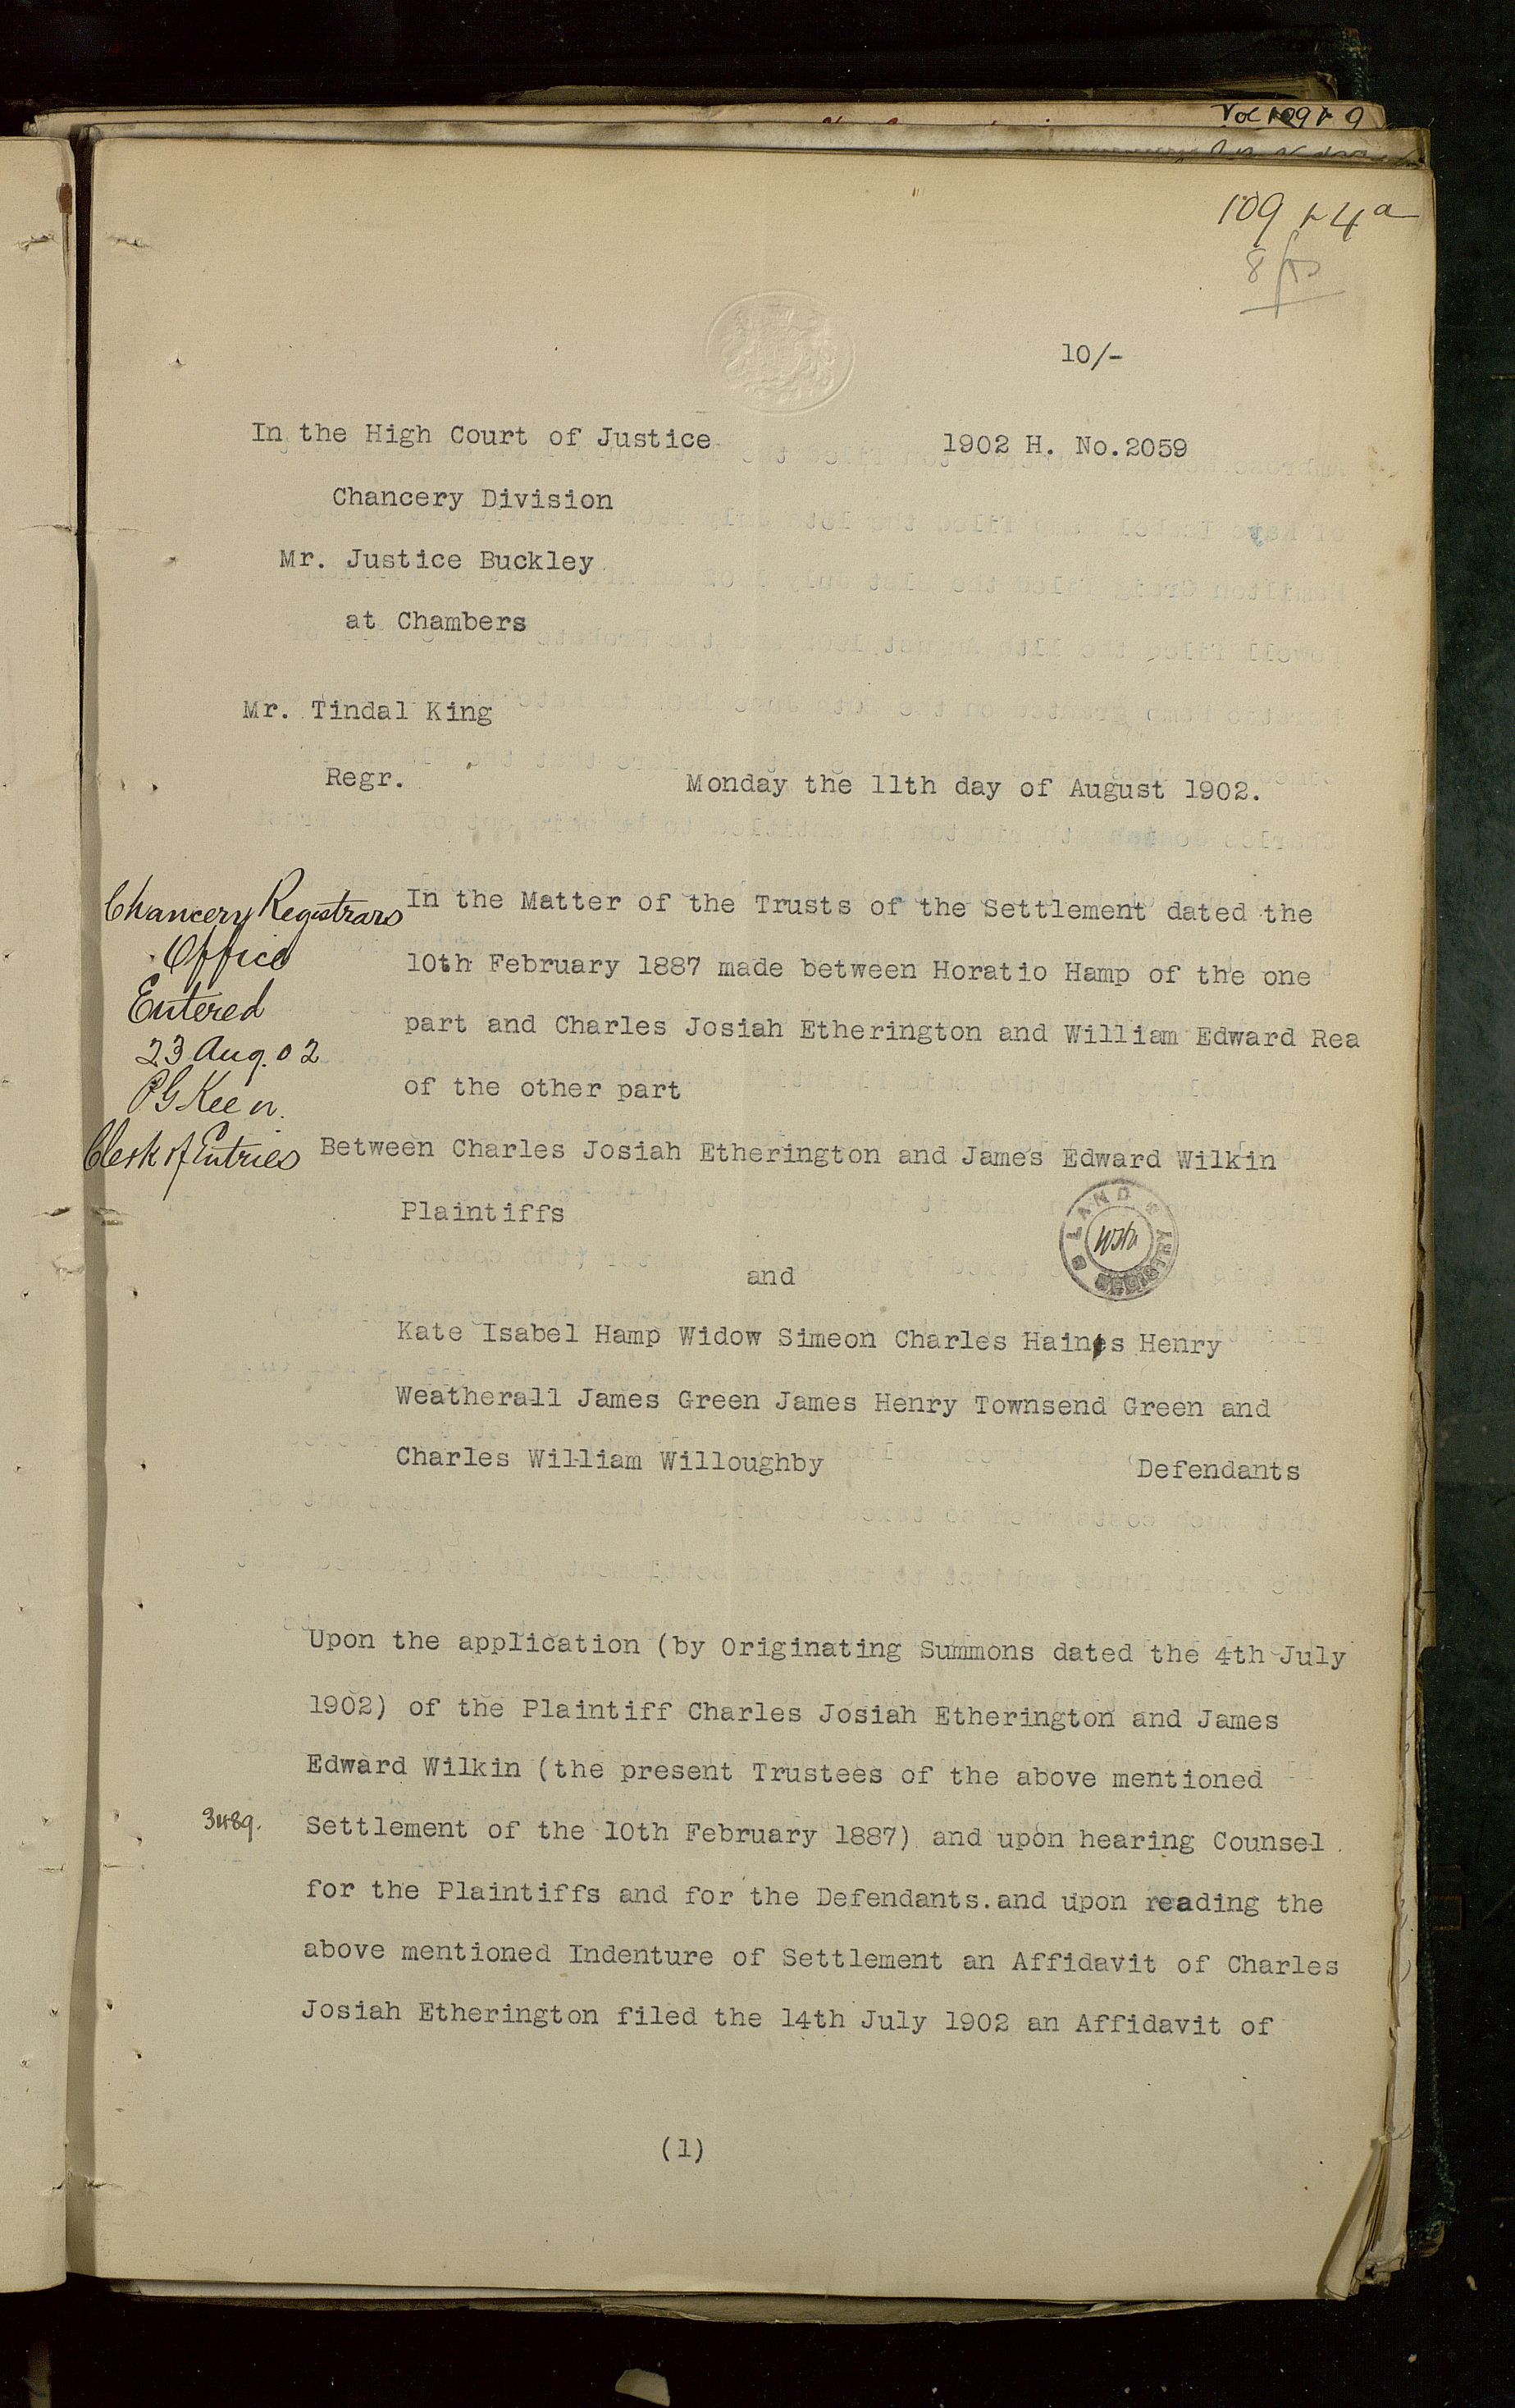 109 r 4a
10/-
In the High Court of Justice 1902 H. No.2059
Chancery Division
Mr. Justice Buckley
at Chambers
Mr. Tindal King
Regr. Monday the 11th day of August 1902.
Chancery Registrars
Office
Entered
23 Aug. 02
PG Keen.
Clerk of Entries
In the Matter of the Trusts of the Settlement dated the
10th February 1887 made between Horatio Hamp of the one
part and Charles Josiah Etherington and William Edward Rea
of the other part
Between Charles Josiah Etherington and James Edward Wilkin
Plaintiffs
LAND REGISTRY
and
Kate Isabel Hamp Widow Simeon Charles Haines Henry
Weatherall James Green James Henry Townsend Green and
Charles William Willoughby Defendants
Upon the application (by Originating Summons dated the 4th July
1902) of the Plaintiff Charles Josiah Etherington and James
Edward Wilkin (the present Trustees of the above mentioned
3489. Settlement of the 10th February 1887) and upon hearing Counsel
for the Plaintiffs and for the Defendants.and upon reading the
above mentioned Indenture of Settlement an Affidavit of Charles
Josiah Etherington filed the 14th July 1902 an Affidavit of
(1)